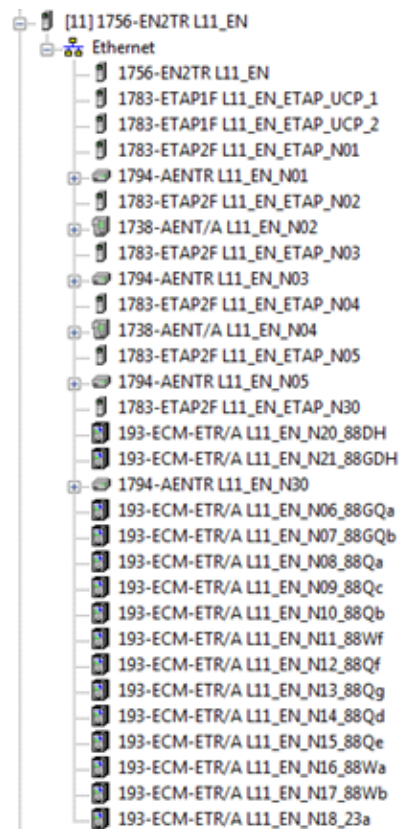 [11] 1756-EN2TR L11_EN
Ethernet
1756-EN2TR L11_EN
1783-ETAP1F L11_EN_ETAP_UCP_1
1783-ETAP1F L11_EN_ETAP_UCP_2
1783-ETAP2F L11_EN_ETAP_N01
1794-AENTR L11_EN_N01
1783-ETAP2F L11_EN_ETAP_N02
1738-AENT/A L11_EN_N02
1783-ETAP2F L11_EN_ETAP_N03
1794-AENTR L11_EN_N03
1783-ETAP2F L11_EN_ETAP_N04
1738-AENT/A L11_EN_N04
1783-ETAP2F L11_EN_ETAP_N05
1794-AENTR L11_EN_N05
1783-ETAP2F L11_EN_ETAP_N30
193-ECM-ETR/A L11_EN_N20_88DH
193-ECM-ETR/A L11_EN_N21_88GDH
1794-AENTR L11_EN_N30
193-ECM-ETR/A L11_EN_N06_88GQa
193-ECM-ETR/A L11_EN_N07_88GQb
193-ECM-ETR/A L11_EN_N08_88Qa
193-ECM-ETR/A L11_EN_N09_88Qc
193-ECM-ETR/A L11_EN_N10_88Qb
193-ECM-ETR/A L11_EN_N11_88Wf
193-ECM-ETR/A L11_EN_N12_88Qf
193-ECM-ETR/A L11_EN_N13_88Qg
193-ECM-ETR/A L11_EN_N14_88Qd
193-ECM-ETR/A L11_EN_N15_88Qe
193-ECM-ETR/A L11_EN_N16_88Wa
193-ECM-ETR/A L11_EN_N17_88Wb
193-ECM-ETR/A L11_EN_N18_23a